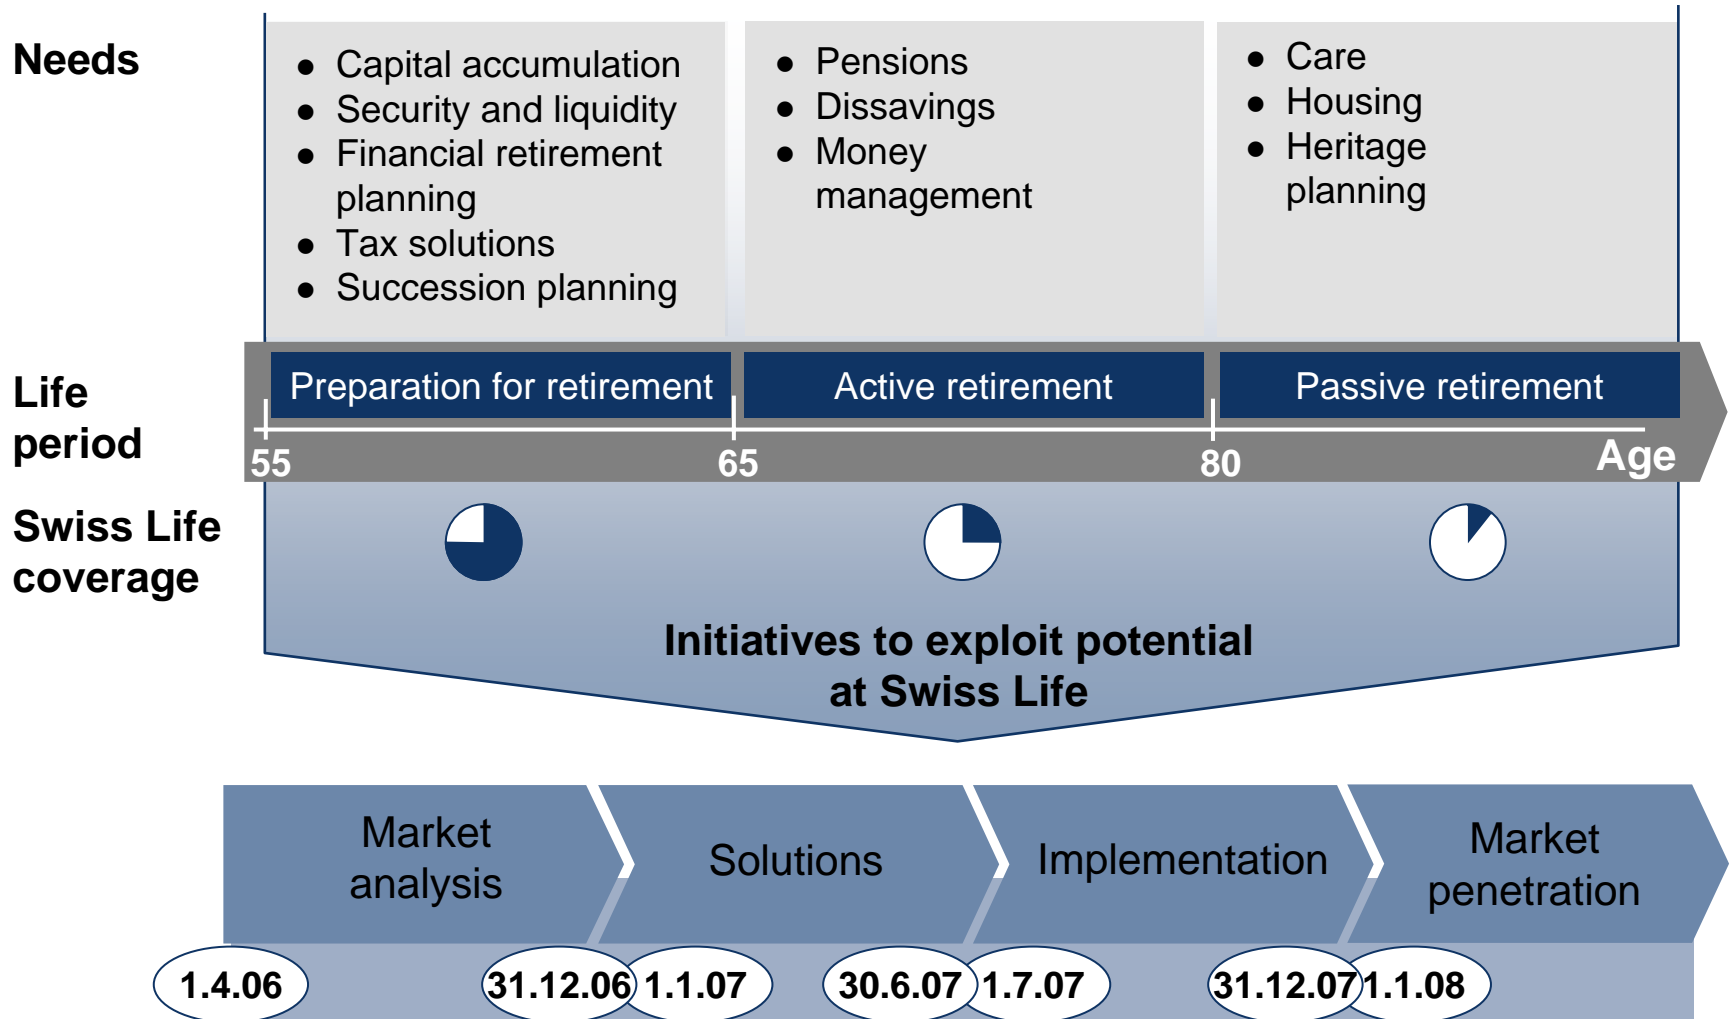 Needs
● Capital accumulation
● Security and liquidity
● Financial retirement
planning
● Tax solutions
● Succession planning
● Pensions
● Dissavings
● Money
management
● Care
● Housing
● Heritage
planning
Life
period
Preparation for retirement
Active retirement
Passive retirement
55
65
80
Age
Swiss Life
coverage
Initiatives to exploit potential
at Swiss Life
Market
analysis
Solutions
Implementation
Market
penetration
1.4.06
31.12.06
1.1.07
30.6.07
1.7.07
31.12.07
1.1.08